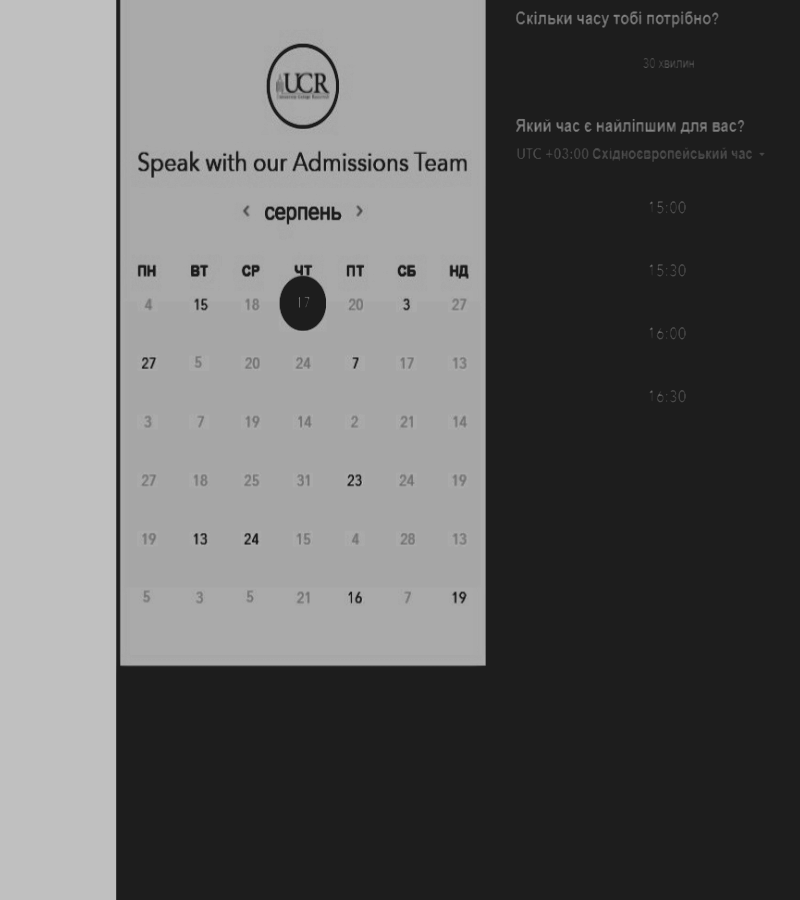 UCR
Speak with our Admissions Team
‹ серпень ›
ПН ВТ СР ЧТ ПТ СБ НД
4 15 18 17 20 3 27
27 5 20 24 7 17 13
3 7 19 14 2 21 14
27 18 25 31 23 24 19
19 13 24 15 4 28 13
5 3 5 21 16 7 19
Скільки часу тобі потрібно?
30 хвилин
Який час є найліпшим для вас?
UTC +03:00 Східноєвропейський час
15:00
15:30
16:00
16:30